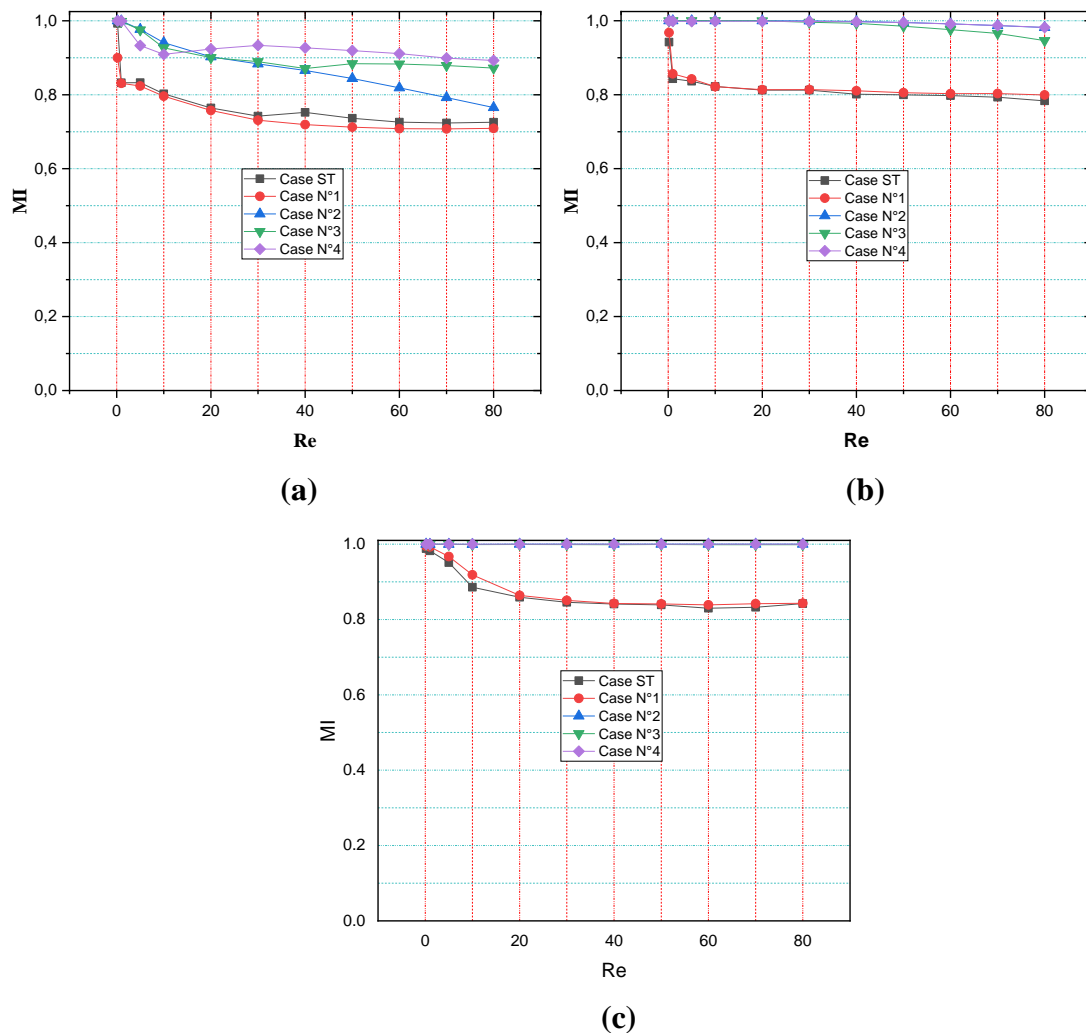 1,0
0,8
0,6
0,4
0,2
0,0
MI
0
20
40
60
80
Re
Case ST
Case N°1
Case N°2
Case N°3
Case N°4
(a)
1,0
0,8
0,6
0,4
0,2
0,0
MI
0
20
40
60
80
Re
Case ST
Case N°1
Case N°2
Case N°3
Case N°4
(b)
1.0
0.8
0.6
0.4
0.2
0.0
MI
0
20
40
60
80
Re
Case ST
Case N°1
Case N°2
Case N°3
Case N°4
(c)